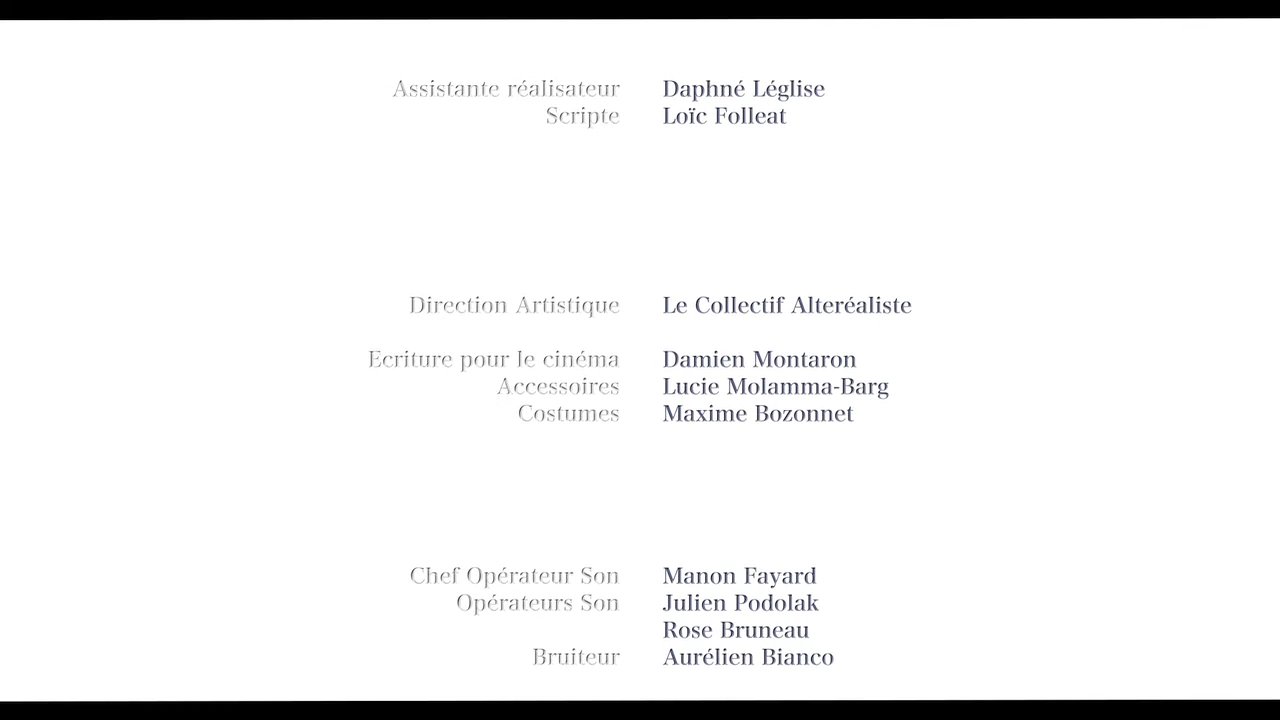 Assistante réalisateur Daphné Léglise
Scripte Loïc Folleat
Direction Artistique Le Collectif Alteréaliste
Ecriture pour le cinéma Damien Montaron
Accessoires Lucie Molamma-Barg
Costumes Maxime Bozonnet
Chef Opérateur Son Manon Fayard
Opérateurs Son Julien Podolak
Rose Bruneau
Bruiteur Aurélien Bianco